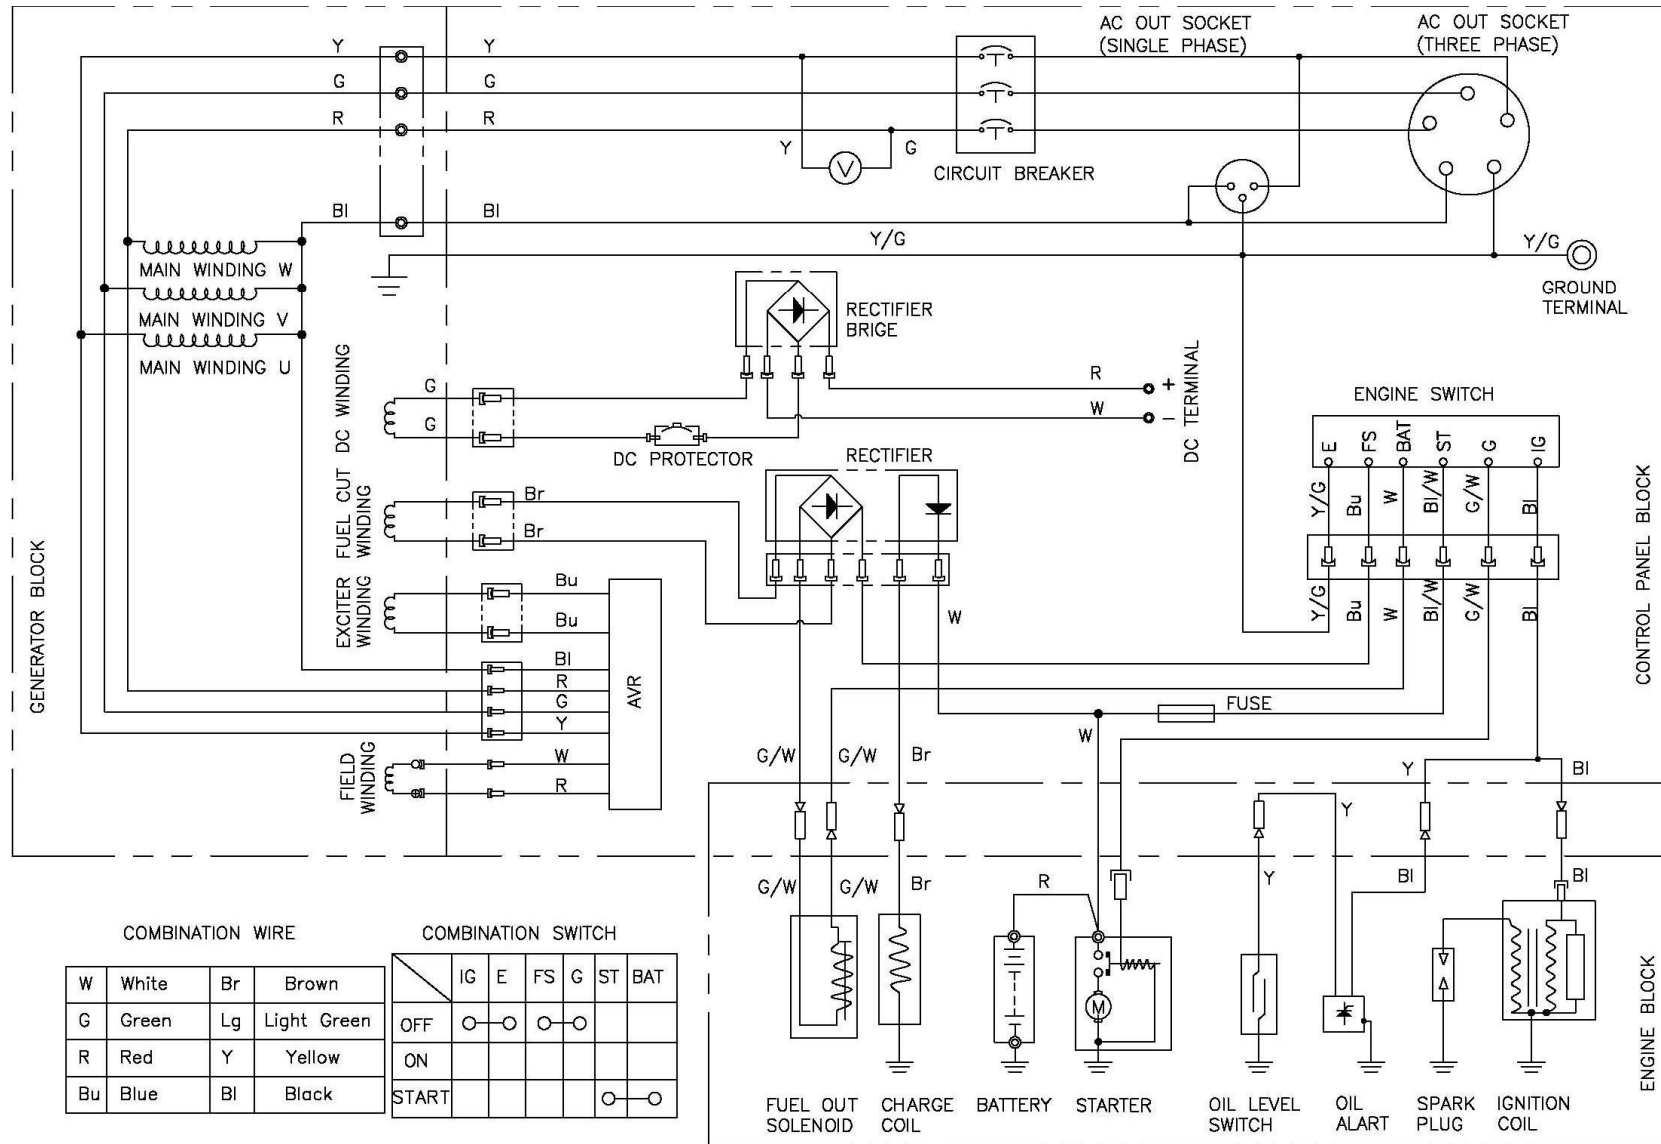 AC OUT SOCKET
(SINGLE PHASE)
AC OUT SOCKET
(THREE PHASE)
Y
Y
G
G
R
R
Y
G
V
CIRCUIT BREAKER
Bl
Bl
Y/G
Y/G
GROUND
TERMINAL
MAIN WINDING W
MAIN WINDING V
MAIN WINDING U
RECTIFIER
BRIGE
DC WINDING
G
G
DC PROTECTOR
R
W
+
−
DC TERMINAL
ENGINE SWITCH
E
FS
BAT
ST
G
IG
Y/G
Bu
W
Bl/W
G/W
Bl
Y/G
Bu
W
Bl/W
G/W
Bl
CONTROL PANEL BLOCK
RECTIFIER
FUEL CUT
WINDING
Br
Br
GENERATOR BLOCK
EXCITER
WINDING
Bu
Bu
Bl
R
G
Y
W
R
AVR
FIELD
WINDING
W
FUSE
W
G/W
G/W
Br
Y
Bl
Y
G/W
G/W
Br
R
Y
Bl
Bl
M
FUEL OUT
SOLENOID
CHARGE
COIL
BATTERY
STARTER
OIL LEVEL
SWITCH
OIL
ALART
SPARK
PLUG
IGNITION
COIL
ENGINE BLOCK
COMBINATION WIRE
W White Br Brown
G Green Lg Light Green
R Red Y Yellow
Bu Blue Bl Black
COMBINATION SWITCH
IG E FS G ST BAT
OFF
ON
START